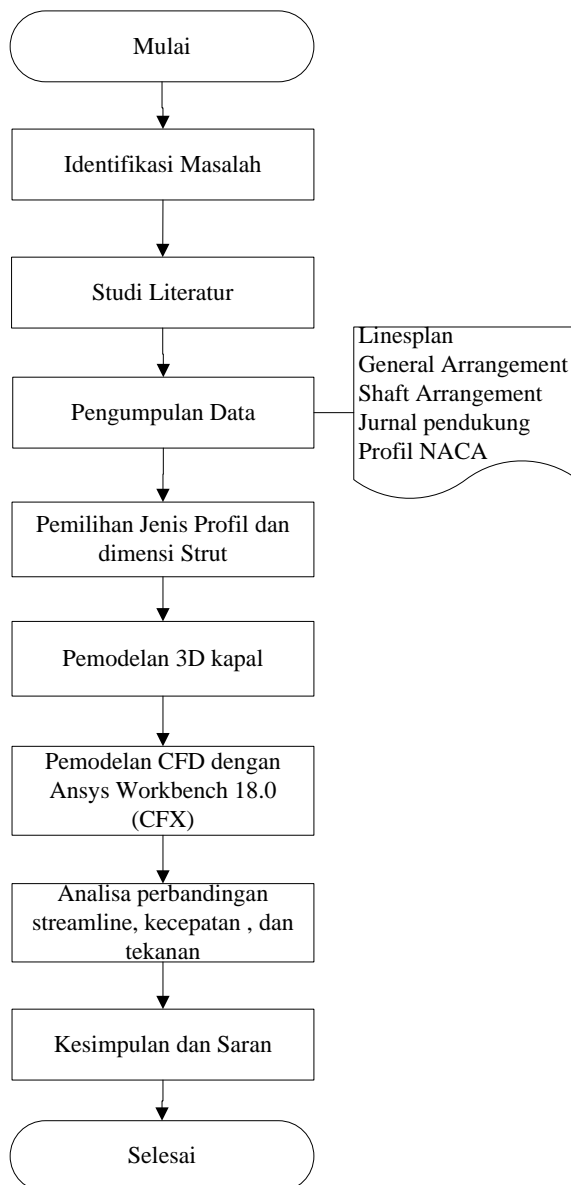 Mulai
Identifikasi Masalah
Studi Literatur
Pengumpulan Data
Linesplan
General Arrangement
Shaft Arrangement
Jurnal pendukung
Profil NACA
Pemilihan Jenis Profil dan
dimensi Strut
Pemodelan 3D kapal
Pemodelan CFD dengan
Ansys Workbench 18.0
(CFX)
Analisa perbandingan
streamline, kecepatan , dan
tekanan
Kesimpulan dan Saran
Selesai